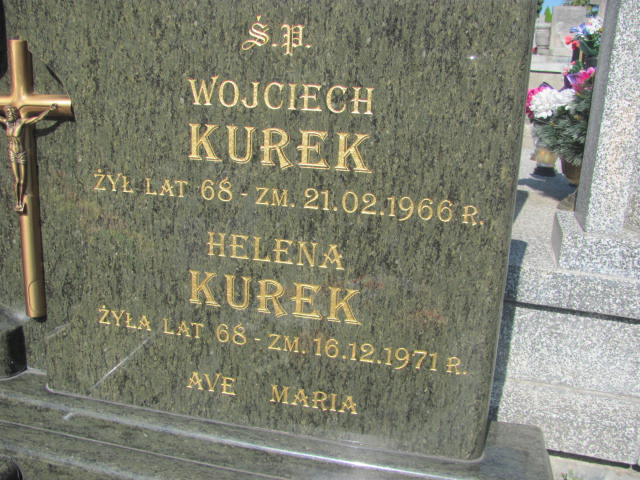 Ś.P.
WOJCIECH
KUREK
ŻYŁ LAT 68 - ZM. 21.02.1966 R.
HELENA
KUREK
ŻYŁA LAT 68 - ZM. 16.12.1971 R.
AVE MARIA